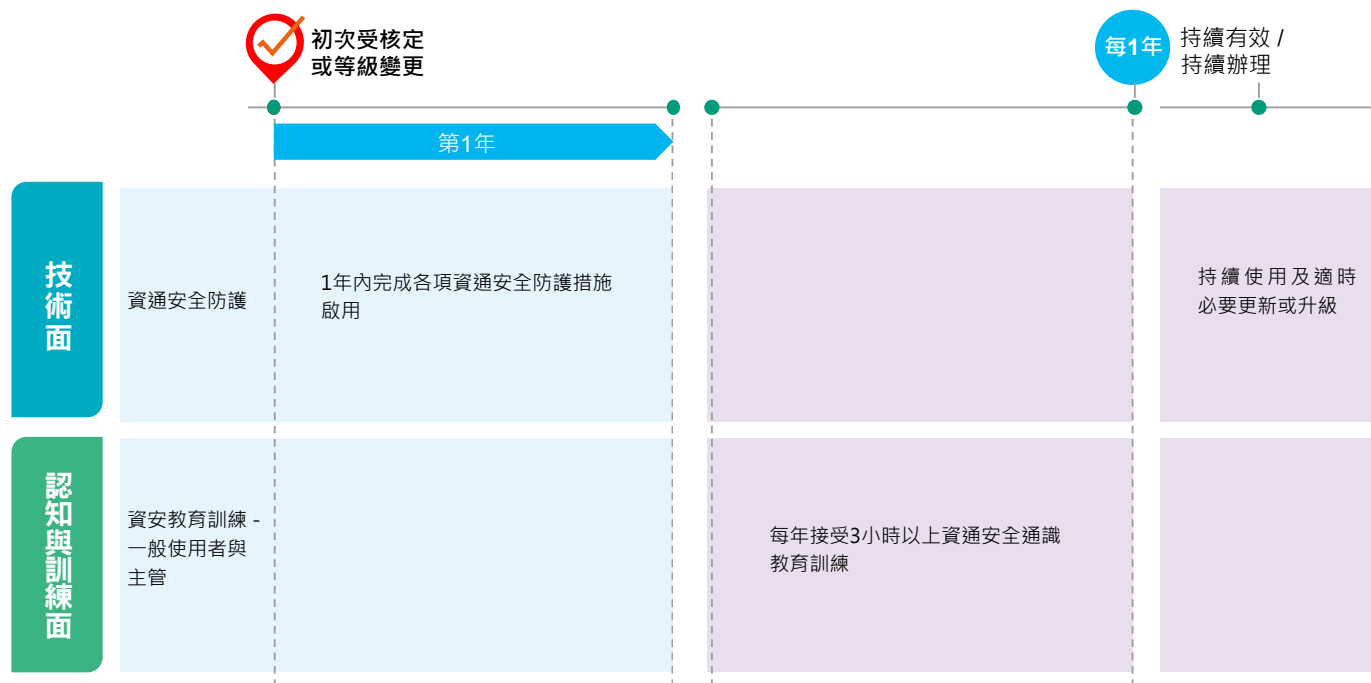 初次受核定
或等級變更
每1年
持續有效 /
持續辦理
第1年
技術面
資通安全防護
1年內完成各項資通安全防護措施
啟用
持續使用及適時
必要更新或升級
認知與訓練面
資安教育訓練 -
一般使用者與
主管
每年接受3小時以上資通安全通識
教育訓練